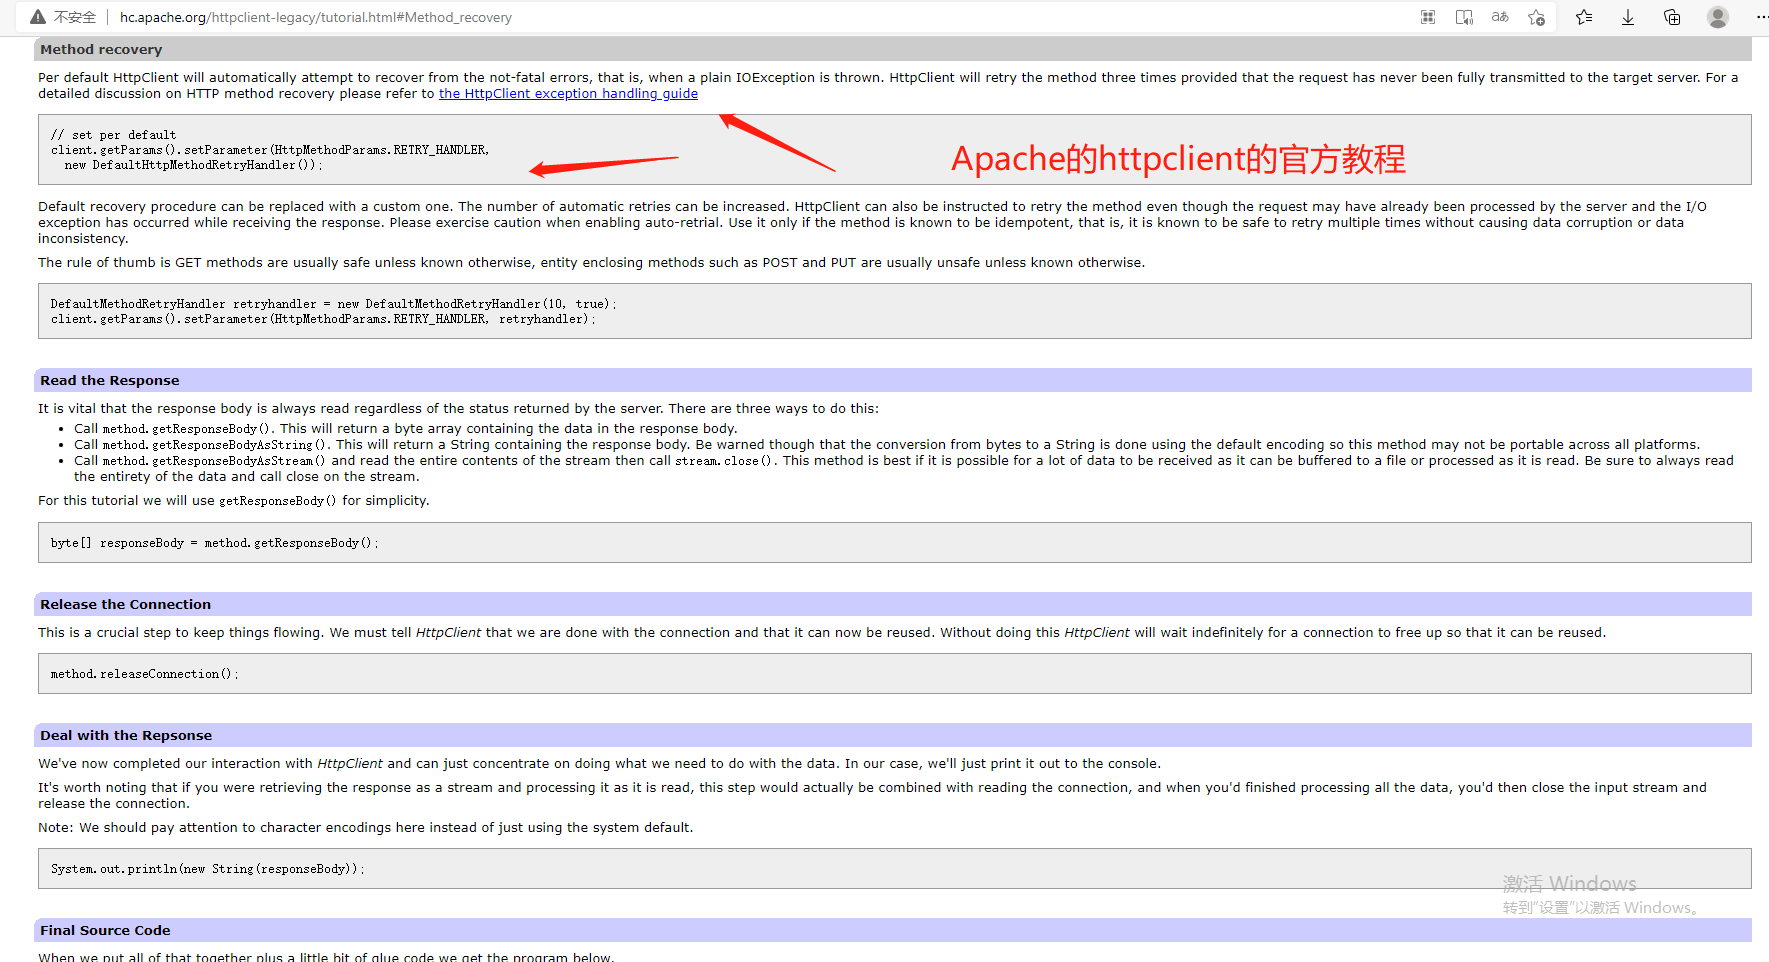 不安全 hc.apache.org/httpclient-legacy/tutorial.html#Method_recovery
Method recovery
Per default HttpClient will automatically attempt to recover from the not-fatal errors, that is, when a plain IOException is thrown. HttpClient will retry the method three times provided that the request has never been fully transmitted to the target server. For a
detailed discussion on HTTP method recovery please refer to the HttpClient exception handling guide
// set per default
client.getParams().setParameter(HttpMethodParams.RETRY_HANDLER,
new DefaultHttpMethodRetryHandler());
Apache的httpclient的官方教程
Default recovery procedure can be replaced with a custom one. The number of automatic retries can be increased. HttpClient can also be instructed to retry the method even though the request may have already been processed by the server and the I/O
exception has occurred while receiving the response. Please exercise caution when enabling auto-retrial. Use it only if the method is known to be idempotent, that is, it is known to be safe to retry multiple times without causing data corruption or data
inconsistency.
The rule of thumb is GET methods are usually safe unless known otherwise, entity enclosing methods such as POST and PUT are usually unsafe unless known otherwise.
DefaultMethodRetryHandler retryhandler = new DefaultMethodRetryHandler(10, true);
client.getParams().setParameter(HttpMethodParams.RETRY_HANDLER, retryhandler);
Read the Response
It is vital that the response body is always read regardless of the status returned by the server. There are three ways to do this:
• Call method.getResponseBody(). This will return a byte array containing the data in the response body.
• Call method.getResponseBodyAsString(). This will return a String containing the response body. Be warned though that the conversion from bytes to a String is done using the default encoding so this method may not be portable across all platforms.
• Call method.getResponseBodyAsStream() and read the entire contents of the stream then call stream.close(). This method is best if it is possible for a lot of data to be received as it can be buffered to a file or processed as it is read. Be sure to always read
the entirety of the data and call close on the stream.
For this tutorial we will use getResponseBody() for simplicity.
byte[] responseBody = method.getResponseBody();
Release the Connection
This is a crucial step to keep things flowing. We must tell HttpClient that we are done with the connection and that it can now be reused. Without doing this HttpClient will wait indefinitely for a connection to free up so that it can be reused.
method.releaseConnection();
Deal with the Repsonse
We've now completed our interaction with HttpClient and can just concentrate on doing what we need to do with the data. In our case, we'll just print it out to the console.
It's worth noting that if you were retrieving the response as a stream and processing it as it is read, this step would actually be combined with reading the connection, and when you'd finished processing all the data, you'd then close the input stream and
release the connection.
Note: We should pay attention to character encodings here instead of just using the system default.
System.out.println(new String(responseBody));
激活 Windows
转到"设置"以激活 Windows。
Final Source Code
When we put all of that together plus a little bit of glue code we get the program below.